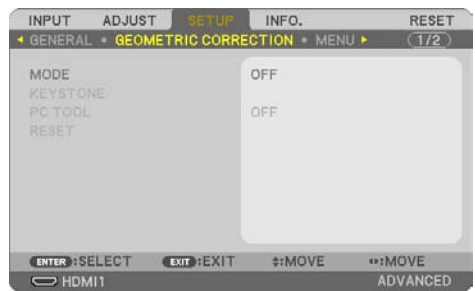 INPUT ADJUST SETUP INFO. RESET
◄ GENERAL • GEOMETRIC CORRECTION • MENU ► (1/2)
MODE OFF
KEYSTONE
PC TOOL OFF
RESET
ENTER:SELECT EXIT:EXIT ⬍:MOVE ⬌:MOVE
HDMI1 ADVANCED